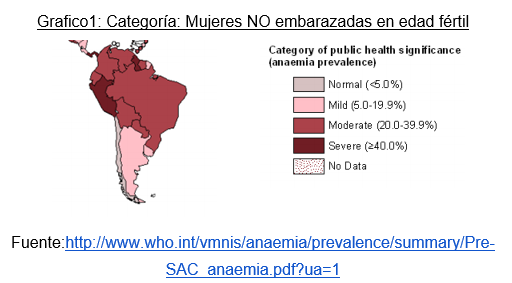 Grafico1: Categoría: Mujeres NO embarazadas en edad fértil
Category of public health significance
(anaemia prevalence)
Normal (<5.0%)
Mild (5.0-19.9%)
Moderate (20.0-39.9%)
Severe (≥40.0%)
No Data
Fuente:http://www.who.int/vmnis/anaemia/prevalence/summary/Pre-
SAC_anaemia.pdf?ua=1